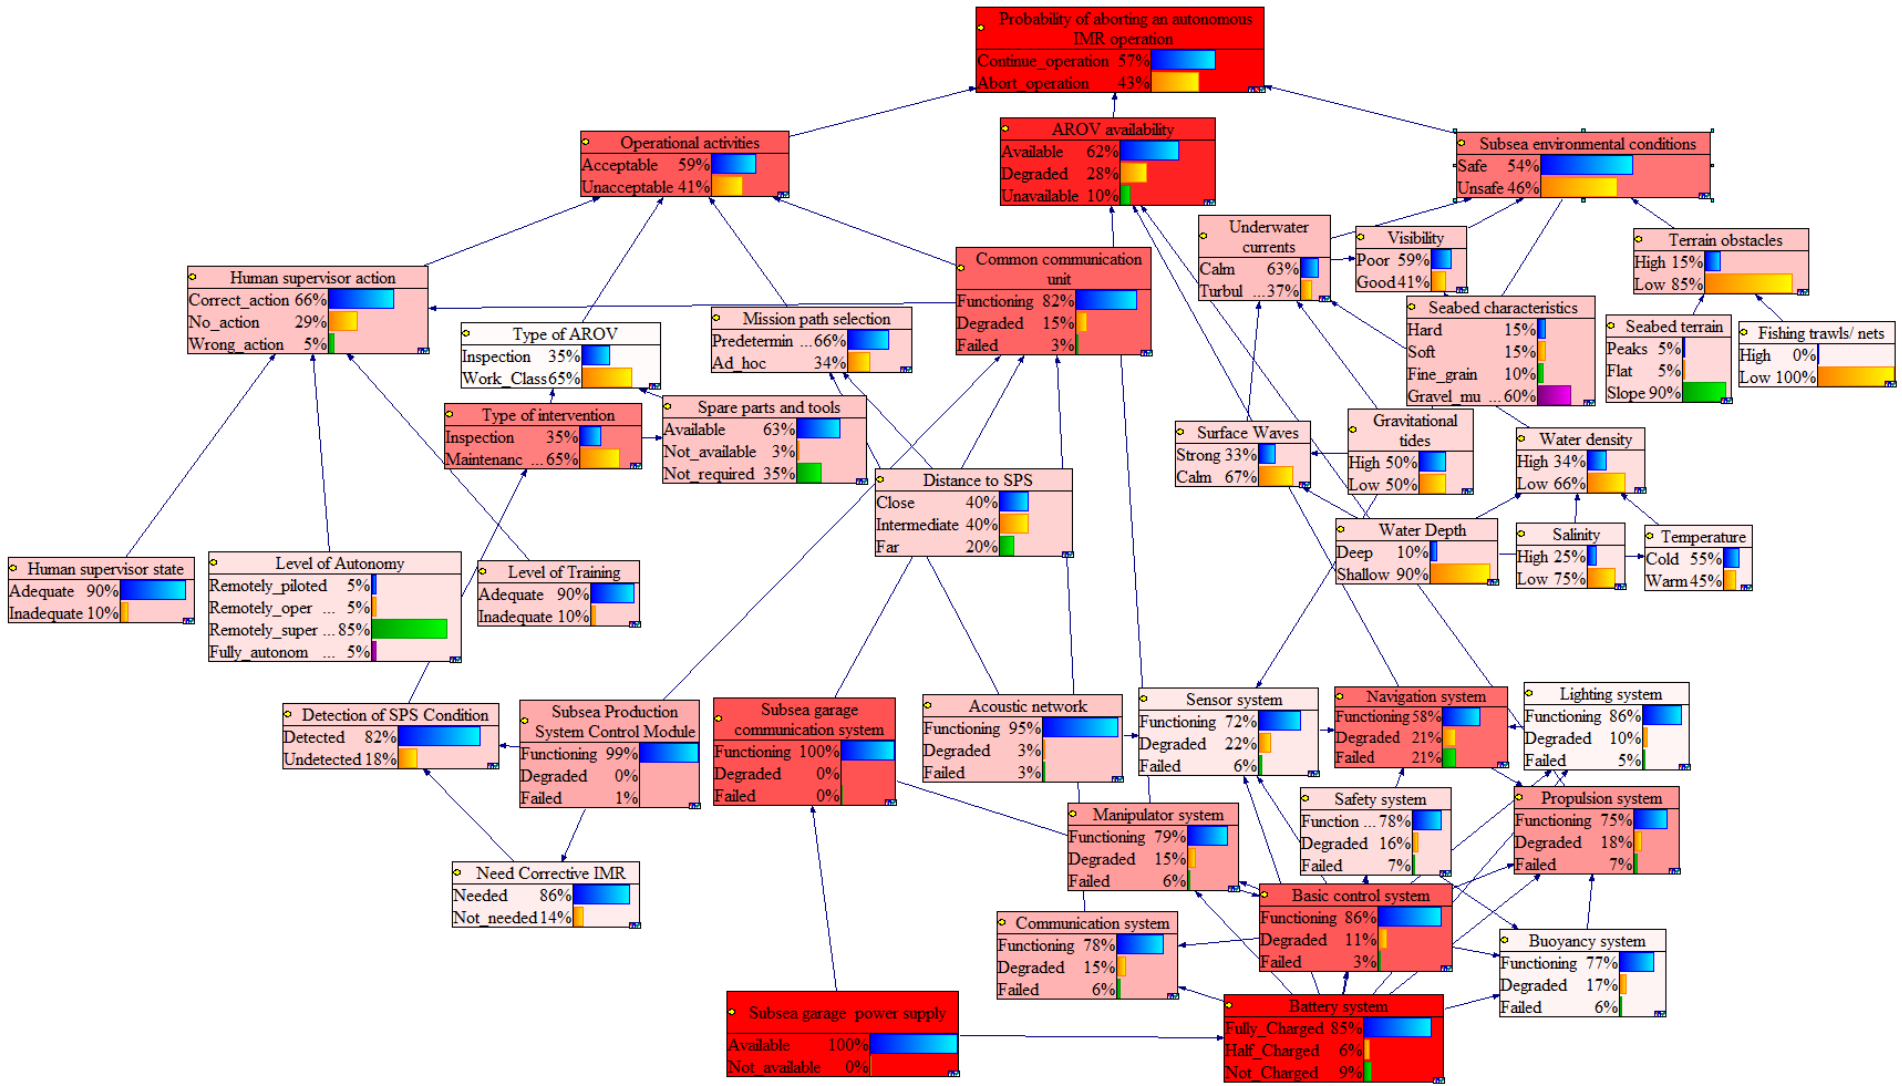 Probability of aborting an autonomous
IMR operation
Continue_operation 57%
Abort_operation 43%
Operational activities
Acceptable 59%
Unacceptable 41%
AROV availability
Available 62%
Degraded 28%
Unavailable 10%
Subsea environmental conditions
Safe 54%
Unsafe 46%
Underwater
currents
Calm 63%
Turbul ... 37%
Visibility
Poor 59%
Good 41%
Terrain obstacles
High 15%
Low 85%
Human supervisor action
Correct_action 66%
No_action 29%
Wrong_action 5%
Common communication
unit
Functioning 82%
Degraded 15%
Failed 3%
Type of AROV
Inspection 35%
Work_Class 65%
Mission path selection
Predetermin ... 66%
Ad_hoc 34%
Seabed characteristics
Hard 15%
Soft 15%
Fine_grain 10%
Gravel_mu ... 60%
Seabed terrain
Peaks 5%
Flat 5%
Slope 90%
Fishing trawls/ nets
High 0%
Low 100%
Type of intervention
Inspection 35%
Maintenanc ... 65%
Spare parts and tools
Available 63%
Not_available 3%
Not_required 35%
Surface Waves
Strong 33%
Calm 67%
Gravitational
tides
High 50%
Low 50%
Water density
High 34%
Low 66%
Distance to SPS
Close 40%
Intermediate 40%
Far 20%
Water Depth
Deep 10%
Shallow 90%
Salinity
High 25%
Low 75%
Temperature
Cold 55%
Warm 45%
Human supervisor state
Adequate 90%
Inadequate 10%
Level of Autonomy
Remotely_piloted 5%
Remotely_oper ... 5%
Remotely_super ... 85%
Fully_autonom ... 5%
Level of Training
Adequate 90%
Inadequate 10%
Detection of SPS Condition
Detected 82%
Undetected 18%
Subsea Production
System Control Module
Functioning 99%
Degraded 0%
Failed 1%
Subsea garage
communication system
Functioning 100%
Degraded 0%
Failed 0%
Acoustic network
Functioning 95%
Degraded 3%
Failed 3%
Sensor system
Functioning 72%
Degraded 22%
Failed 6%
Navigation system
Functioning 58%
Degraded 21%
Failed 21%
Lighting system
Functioning 86%
Degraded 10%
Failed 5%
Manipulator system
Functioning 79%
Degraded 15%
Failed 6%
Safety system
Function ... 78%
Degraded 16%
Failed 7%
Propulsion system
Functioning 75%
Degraded 18%
Failed 7%
Need Corrective IMR
Needed 86%
Not_needed 14%
Communication system
Functioning 78%
Degraded 15%
Failed 6%
Basic control system
Functioning 86%
Degraded 11%
Failed 3%
Buoyancy system
Functioning 77%
Degraded 17%
Failed 6%
Subsea garage power supply
Available 100%
Not_available 0%
Battery system
Fully_Charged 85%
Half_Charged 6%
Not_Charged 9%